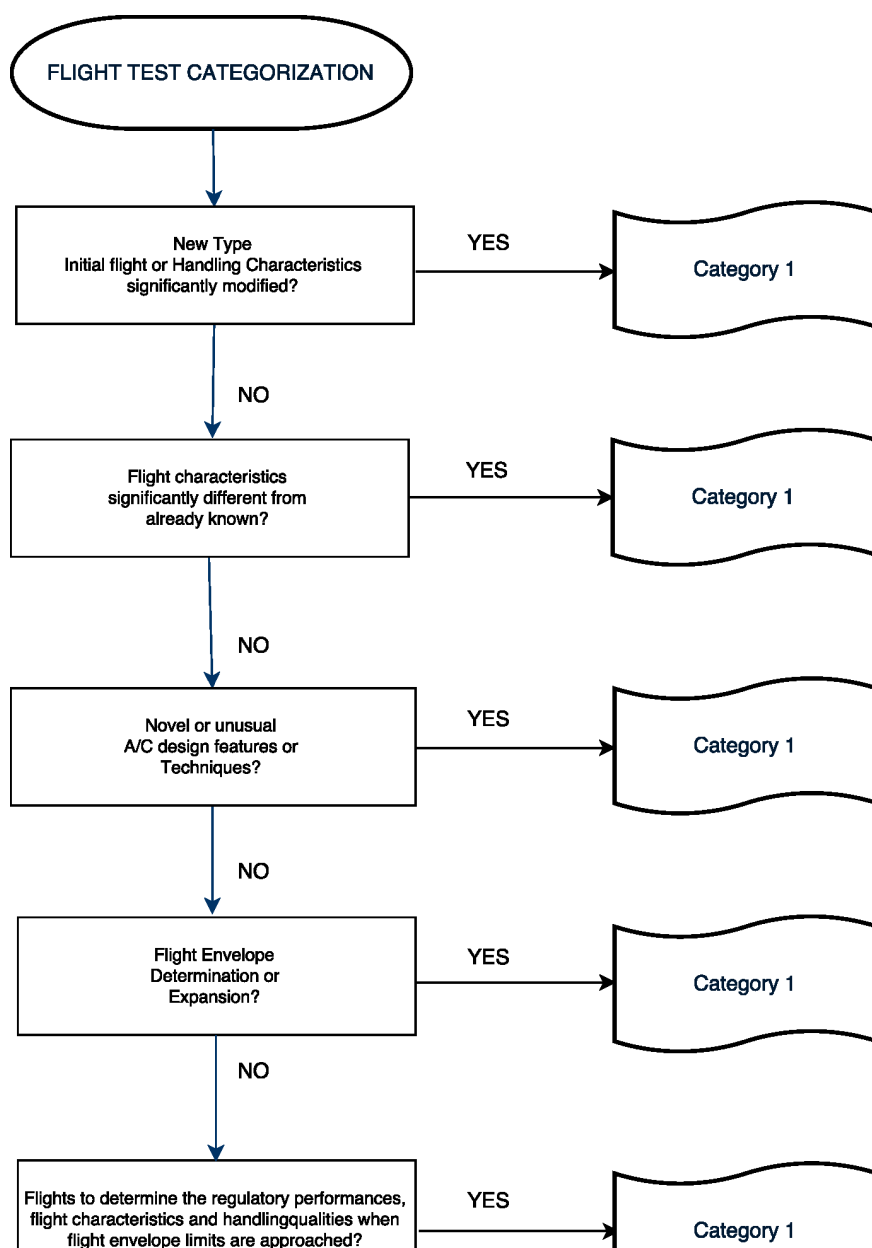 FLIGHT TEST CATEGORIZATION
New Type
Initial flight or Handling Characteristics
significantly modified?
YES
Category 1
NO
Flight characteristics
significantly different from
already known?
YES
Category 1
NO
Novel or unusual
A/C design features or
Techniques?
YES
Category 1
NO
Flight Envelope
Determination or
Expansion?
YES
Category 1
NO
Flights to determine the regulatory performances,
flight characteristics and handlingqualities when
flight envelope limits are approached?
YES
Category 1